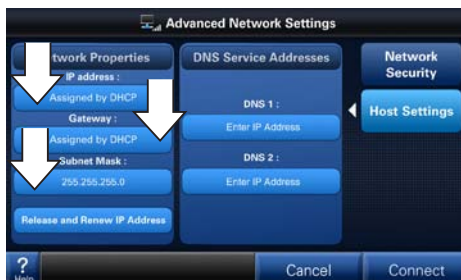 Advanced Network Settings
Properties
IP address :
Assigned by DHCP
Gateway :
Assigned by DHCP
Subnet Mask :
255.255.255.0
Release and Renew IP Address
DNS Service Addresses
DNS 1 :
Enter IP Address
DNS 2 :
Enter IP Address
Network
Security
Host Settings
?
Help
Cancel
Connect